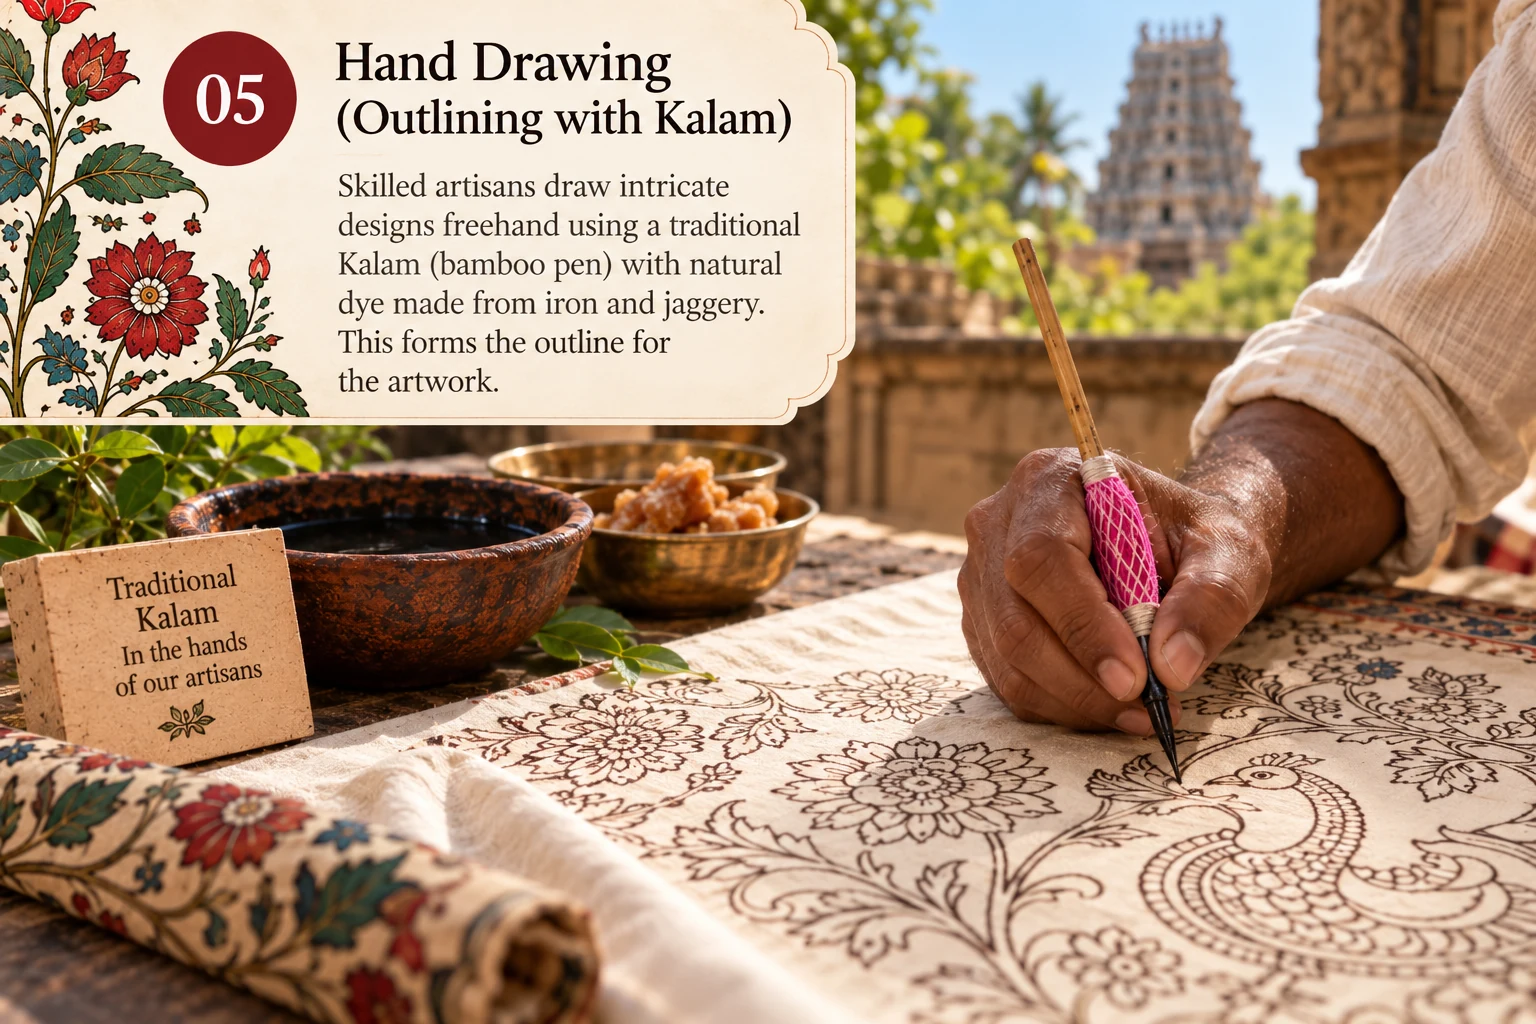 05
Hand Drawing
(Outlining with Kalam)
Skilled artisans draw intricate
designs freehand using a traditional
Kalam (bamboo pen) with natural
dye made from iron and jaggery.
This forms the outline for
the artwork.
Traditional
Kalam
In the hands
of our artisans